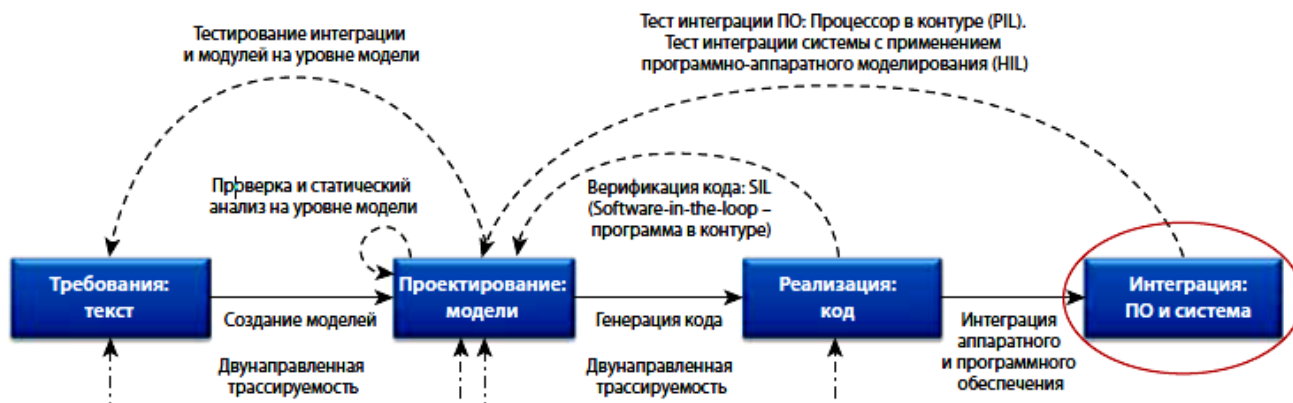 Тестирование интеграции
и модулей на уровне модели
Тест интеграции ПО: Процессор в контуре (PIL).
Тест интеграции системы с применением
программно-аппаратного моделирования (HIL)
Проверка и статический
анализ на уровне модели
Верификация кода: SIL
(Software-in-the-loop –
программа в контуре)
Требования:
текст
Создание моделей
Проектирование:
модели
Генерация кода
Реализация:
код
Интеграция
аппаратного
и программного
обеспечения
Интеграция:
ПО и система
Двунаправленная
трассируемость
Двунаправленная
трассируемость